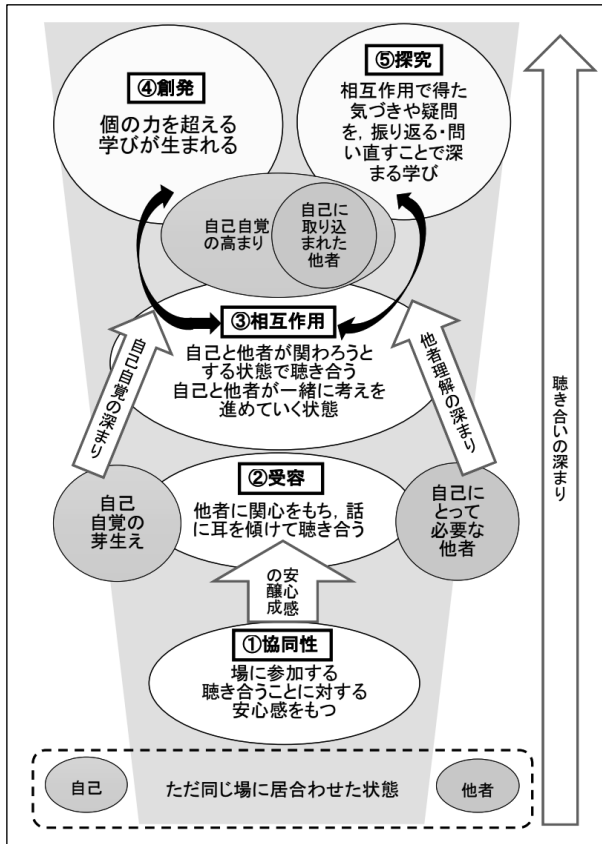 ④創発
個の力を超える
学びが生まれる
⑤探究
相互作用で得た
気づきや疑問
を，振り返る・問
い直すことで深
まる学び
自己自覚
の高まり
自己に
取り込
まれた
他者
③相互作用
自己と他者が関わろうと
する状態で聴き合う
自己と他者が一緒に考えを
進めていく状態
自己自覚の深まり
他者理解の深まり
聴き合いの深まり
②受容
他者に関心をもち，話
に耳を傾けて聴き合う
自己
自覚の
芽生え
自己に
とって
必要な
他者
安心感
の醸成
①協同性
場に参加する
聴き合うことに対する
安心感をもつ
自己
ただ同じ場に居合わせた状態
他者